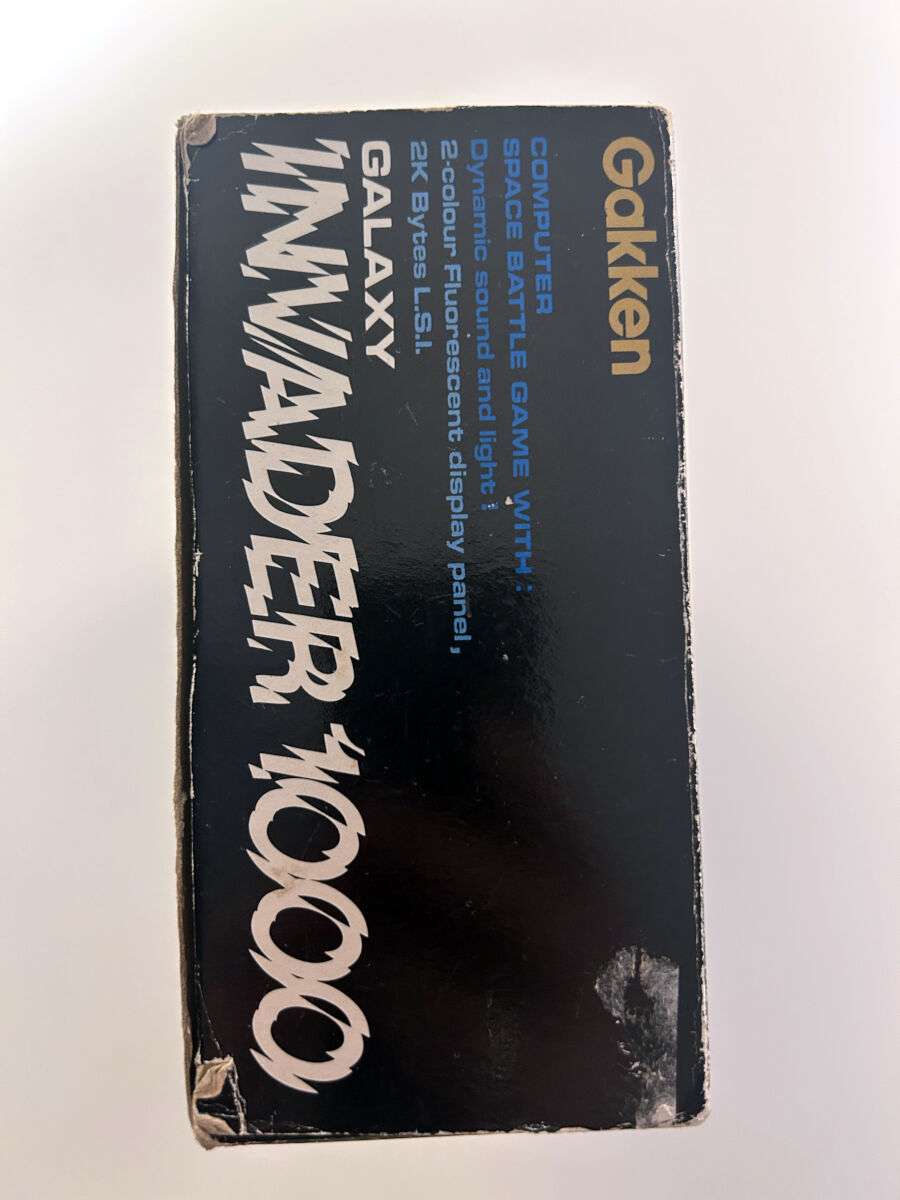 Gakken
COMPUTER
SPACE BATTLE GAME WITH :
Dynamic sound and light !
2-colour Fluorescent display panel,
2K Bytes L.S.I.
GALAXY
INVADER 1000